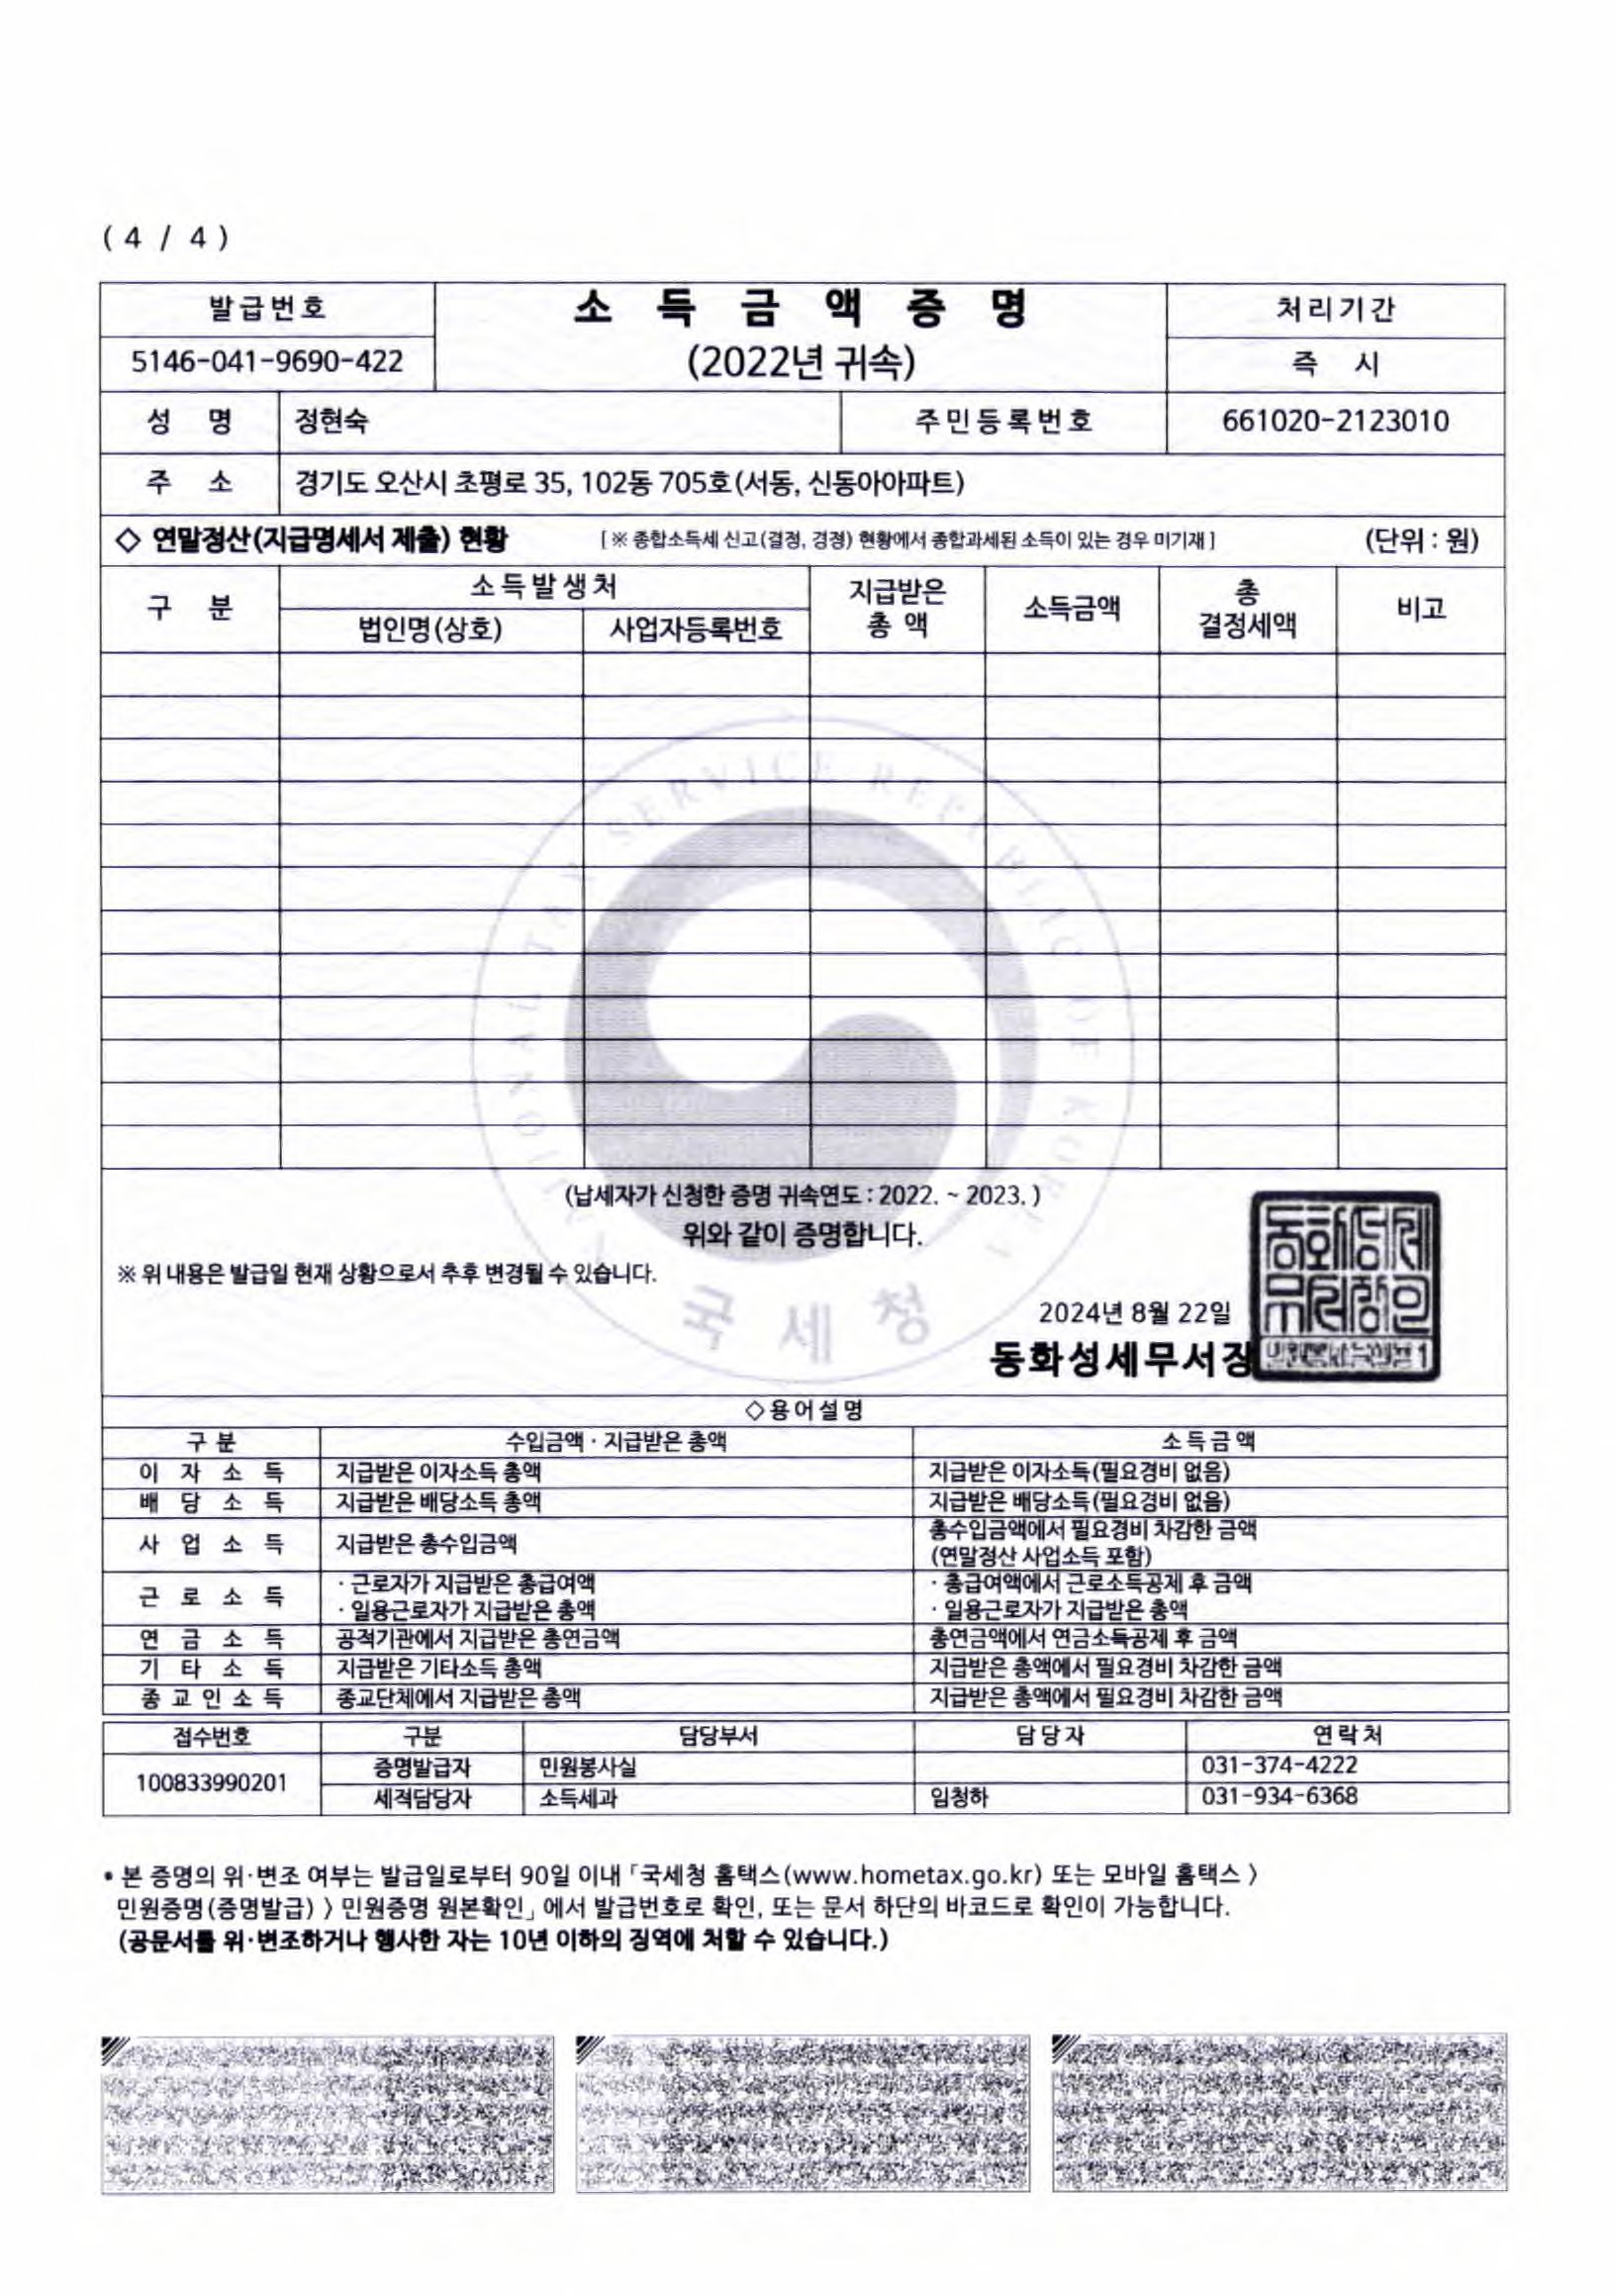 ( 4 / 4 )
발급번호
소 득 금 액 증 명
처리기간
5146-041-9690-422
(2022년 귀속)
즉 시
성 명 정현숙 주민등록번호 661020-2123010
주 소 경기도 오산시 초평로 35, 102동 705호(서동, 신동아아파트)
◇ 연말정산(지급명세서 제출) 현황 [※ 종합소득세 신고(결정, 경정) 현황에서 종합과세된 소득이 있는 경우 미기재] (단위 : 원)
구 분 소득발생처 지급받은 총 액 소득금액 총 결정세액 비고
법인명(상호) 사업자등록번호
NATIONAL TAX SERVICE REPUBLIC OF KOREA
(납세자가 신청한 증명 귀속연도 : 2022. ~ 2023. )
위와 같이 증명합니다.
※ 위 내용은 발급일 현재 상황으로서 추후 변경될 수 있습니다.
국 세 청
2024년 8월 22일
동화성세무서장
◇용어설명
구 분 수입금액 · 지급받은 총액 소 득 금 액
이 자 소 득 지급받은 이자소득 총액 지급받은 이자소득(필요경비 없음)
배 당 소 득 지급받은 배당소득 총액 지급받은 배당소득(필요경비 없음)
사 업 소 득 지급받은 총수입금액 총수입금액에서 필요경비 차감한 금액
(연말정산 사업소득 포함)
근 로 소 득 · 근로자가 지급받은 총급여액 · 총급여액에서 근로소득공제 후 금액
· 일용근로자가 지급받은 총액 · 일용근로자가 지급받은 총액
연 금 소 득 공적기관에서 지급받은 총연금액 총연금액에서 연금소득공제 후 금액
기 타 소 득 지급받은 기타소득 총액 지급받은 총액에서 필요경비 차감한 금액
종 교 인 소 득 종교단체에서 지급받은 총액 지급받은 총액에서 필요경비 차감한 금액
접수번호 구분 담당부서 담 당 자 연 락 처
100833990201 증명발급자 민원봉사실 031-374-4222
세적담당자 소득세과 임청하 031-934-6368
• 본 증명의 위·변조 여부는 발급일로부터 90일 이내 「국세청 홈택스(www.hometax.go.kr) 또는 모바일 홈택스 〉
민원증명(증명발급) 〉 민원증명 원본확인」 에서 발급번호로 확인, 또는 문서 하단의 바코드로 확인이 가능합니다.
(공문서를 위·변조하거나 행사한 자는 10년 이하의 징역에 처할 수 있습니다.)